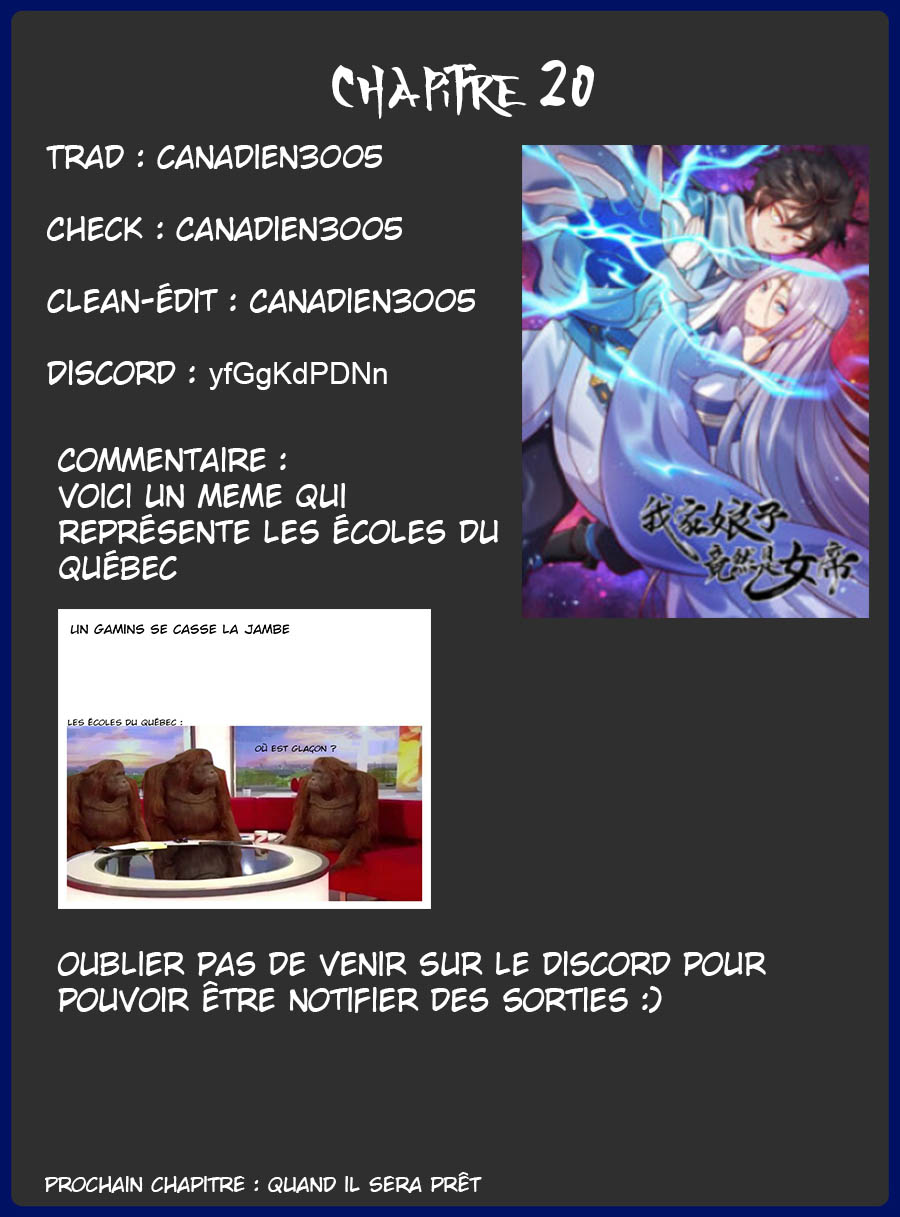 CHAPITRE 20
TRAD : CANADIEN3005
CHECK : CANADIEN3005
CLEAN-ÉDIT : CANADIEN3005
DISCORD : yfGgKdPDNn
COMMENTAIRE :
VOICI UN MEME QUI
REPRÉSENTE LES ÉCOLES DU
QUÉBEC
我家娘子
竟然是女帝
UN GAMINS SE CASSE LA JAMBE
LES ÉCOLES DU QUÉBEC :
OÙ EST GLAÇON ?
OUBLIER PAS DE VENIR SUR LE DISCORD POUR
POUVOIR ÊTRE NOTIFIER DES SORTIES :)
PROCHAIN CHAPITRE : QUAND IL SERA PRÊT